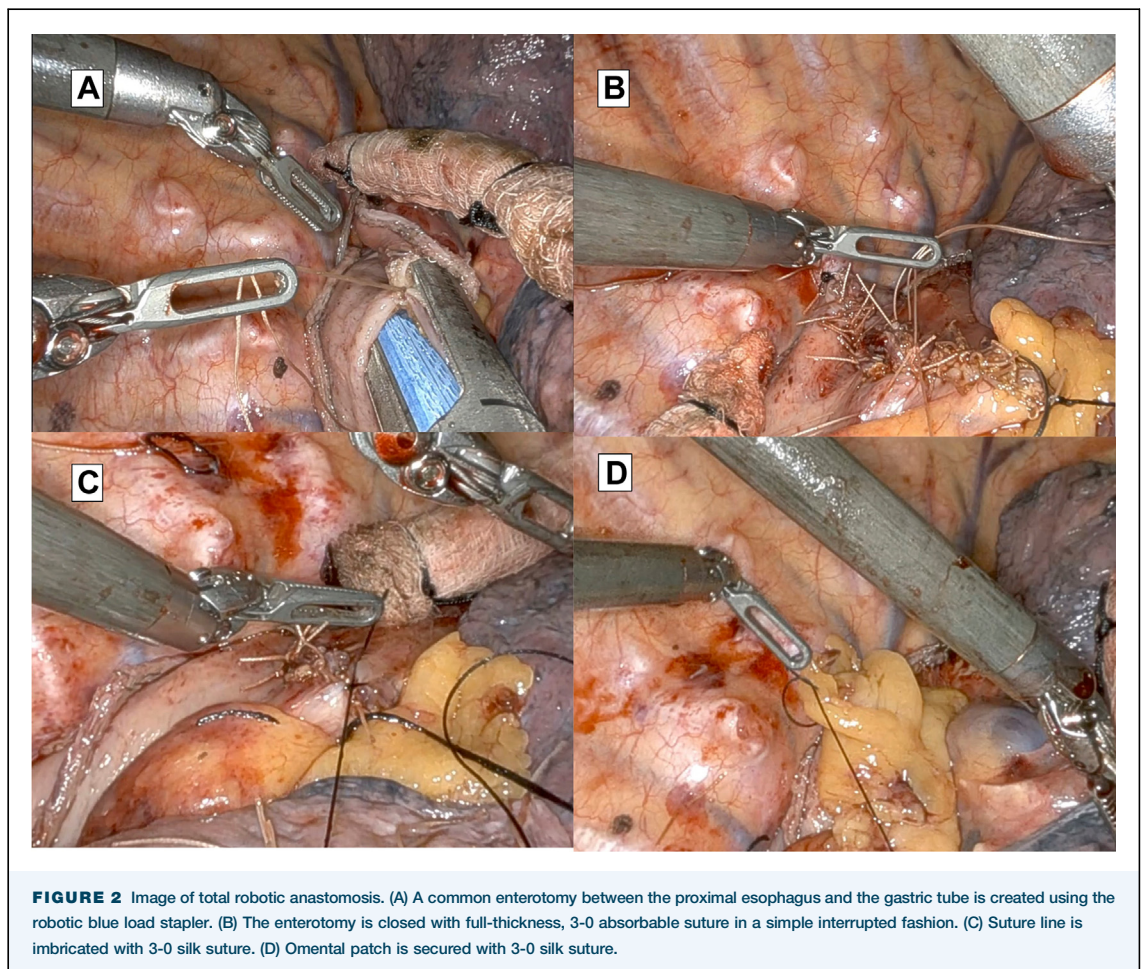 A
B
C
D
FIGURE 2 Image of total robotic anastomosis. (A) A common enterotomy between the proximal esophagus and the gastric tube is created using the
robotic blue load stapler. (B) The enterotomy is closed with full-thickness, 3-0 absorbable suture in a simple interrupted fashion. (C) Suture line is
imbricated with 3-0 silk suture. (D) Omental patch is secured with 3-0 silk suture.